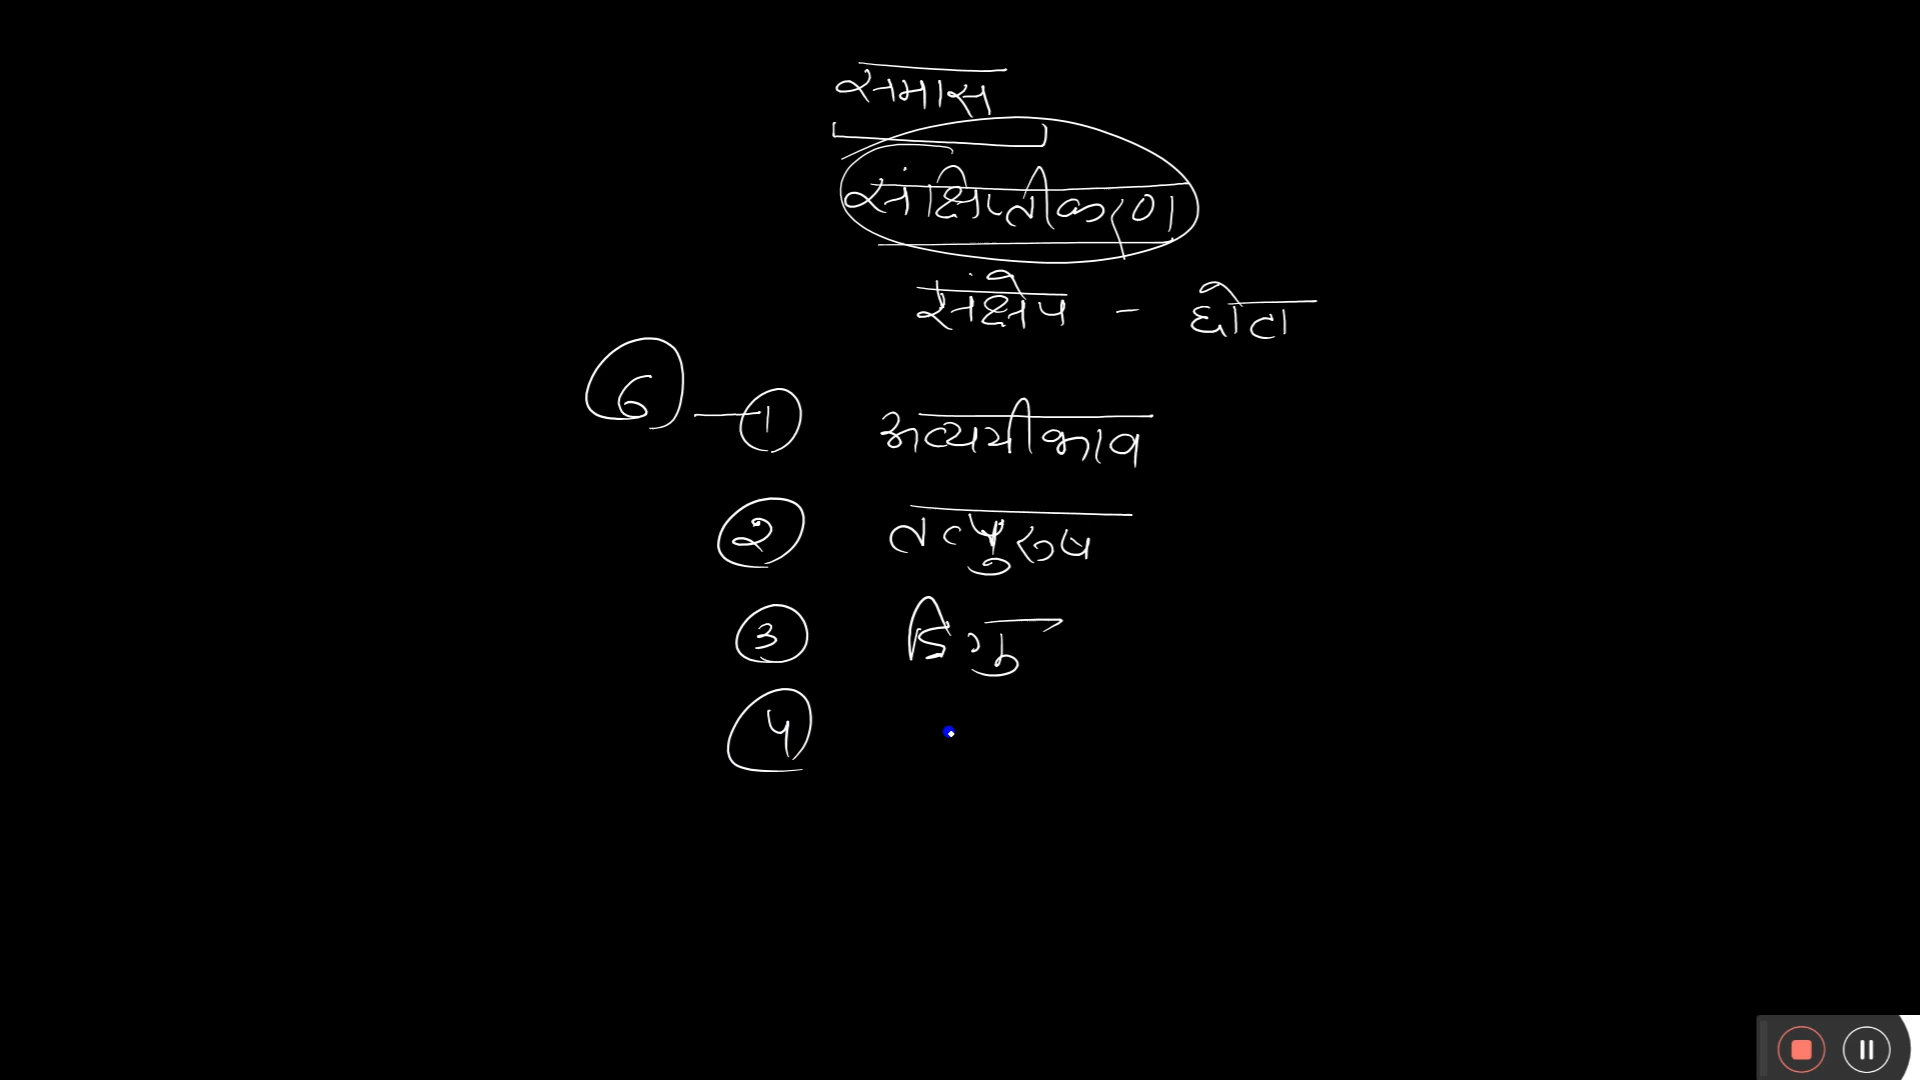 समास
संक्षिप्तीकरण
संक्षेप - छोटा
6 - 1 अव्ययीभाव
2 तत्पुरुष
3 द्विगु
4